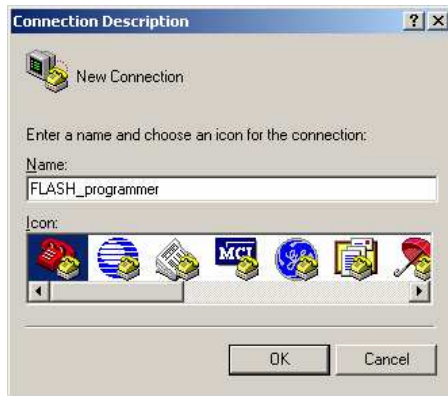 Connection Description
New Connection
Enter a name and choose an icon for the connection:
Name:
FLASH_programmer
Icon:
MCI
OK
Cancel